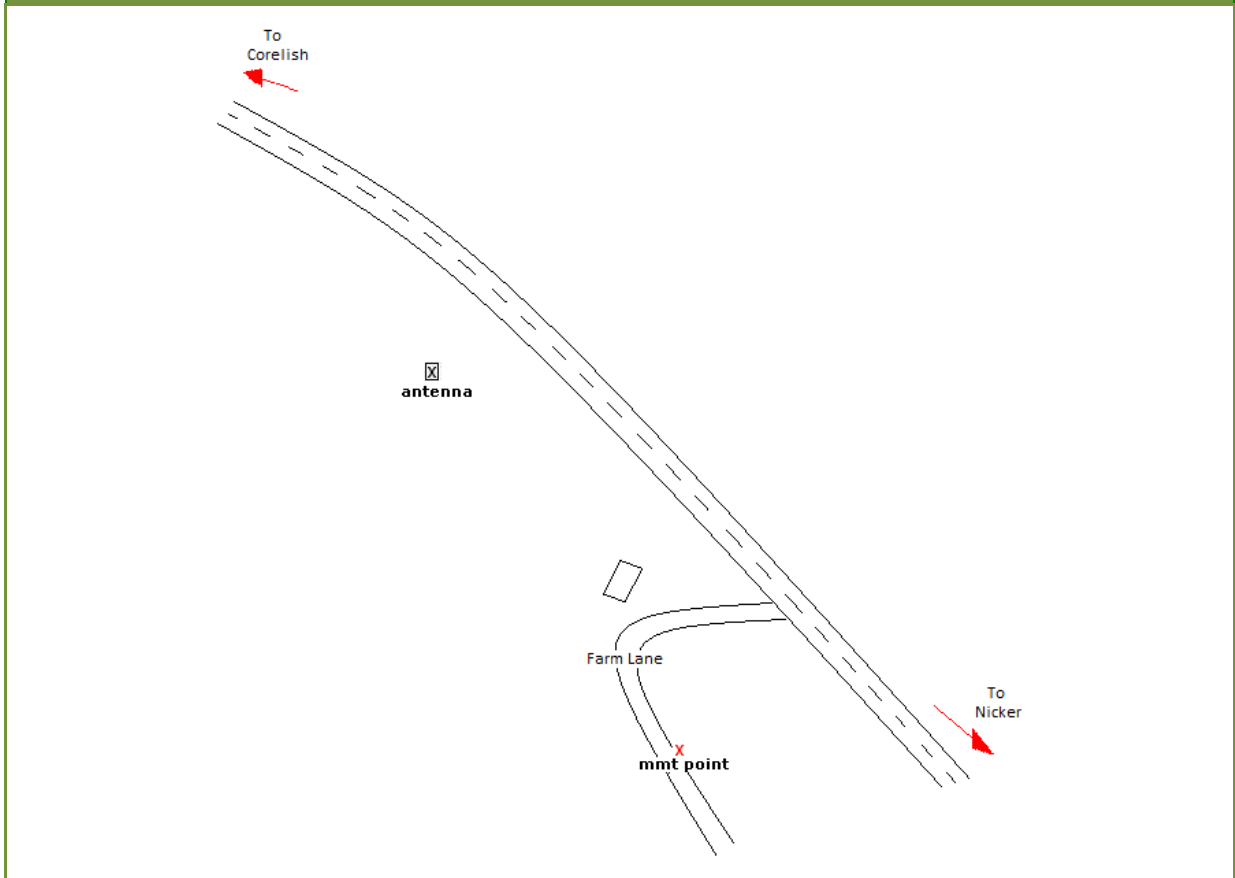 To
Corelish
X
antenna
Farm Lane
To
Nicker
X
mmt point